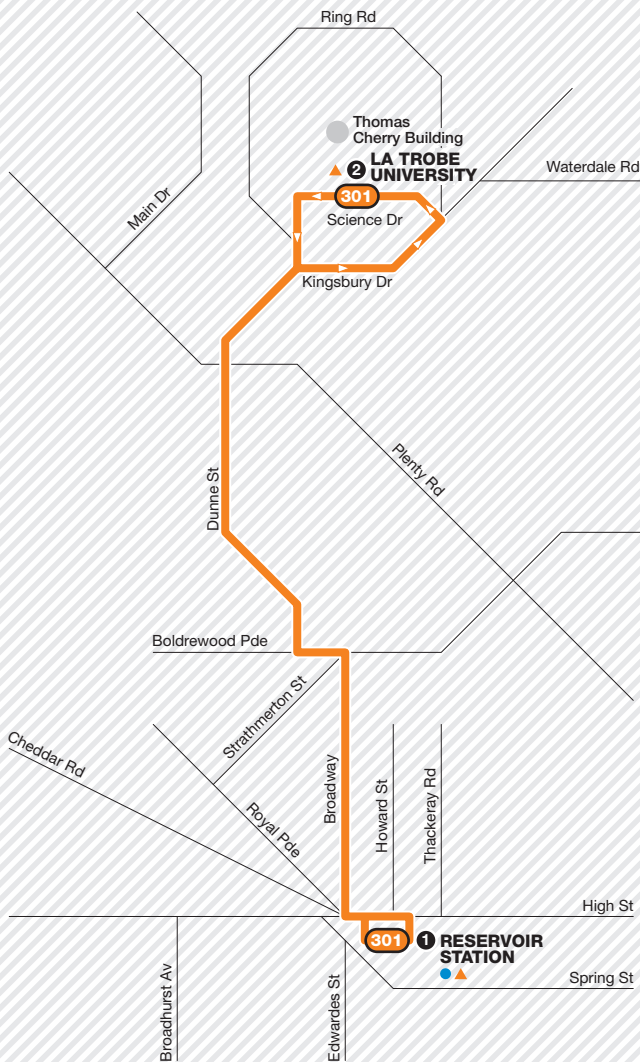 Ring Rd
Thomas
Cherry Building
2 LA TROBE
UNIVERSITY
Waterdale Rd
301
Main Dr
Science Dr
Kingsbury Dr
Plenty Rd
Dunne St
Boldrewood Pde
Strathmerton St
Cheddar Rd
Broadway
Howard St
Thackeray Rd
Royal Pde
High St
301
1 RESERVOIR
STATION
Spring St
Broadhurst Av
Edwardes St